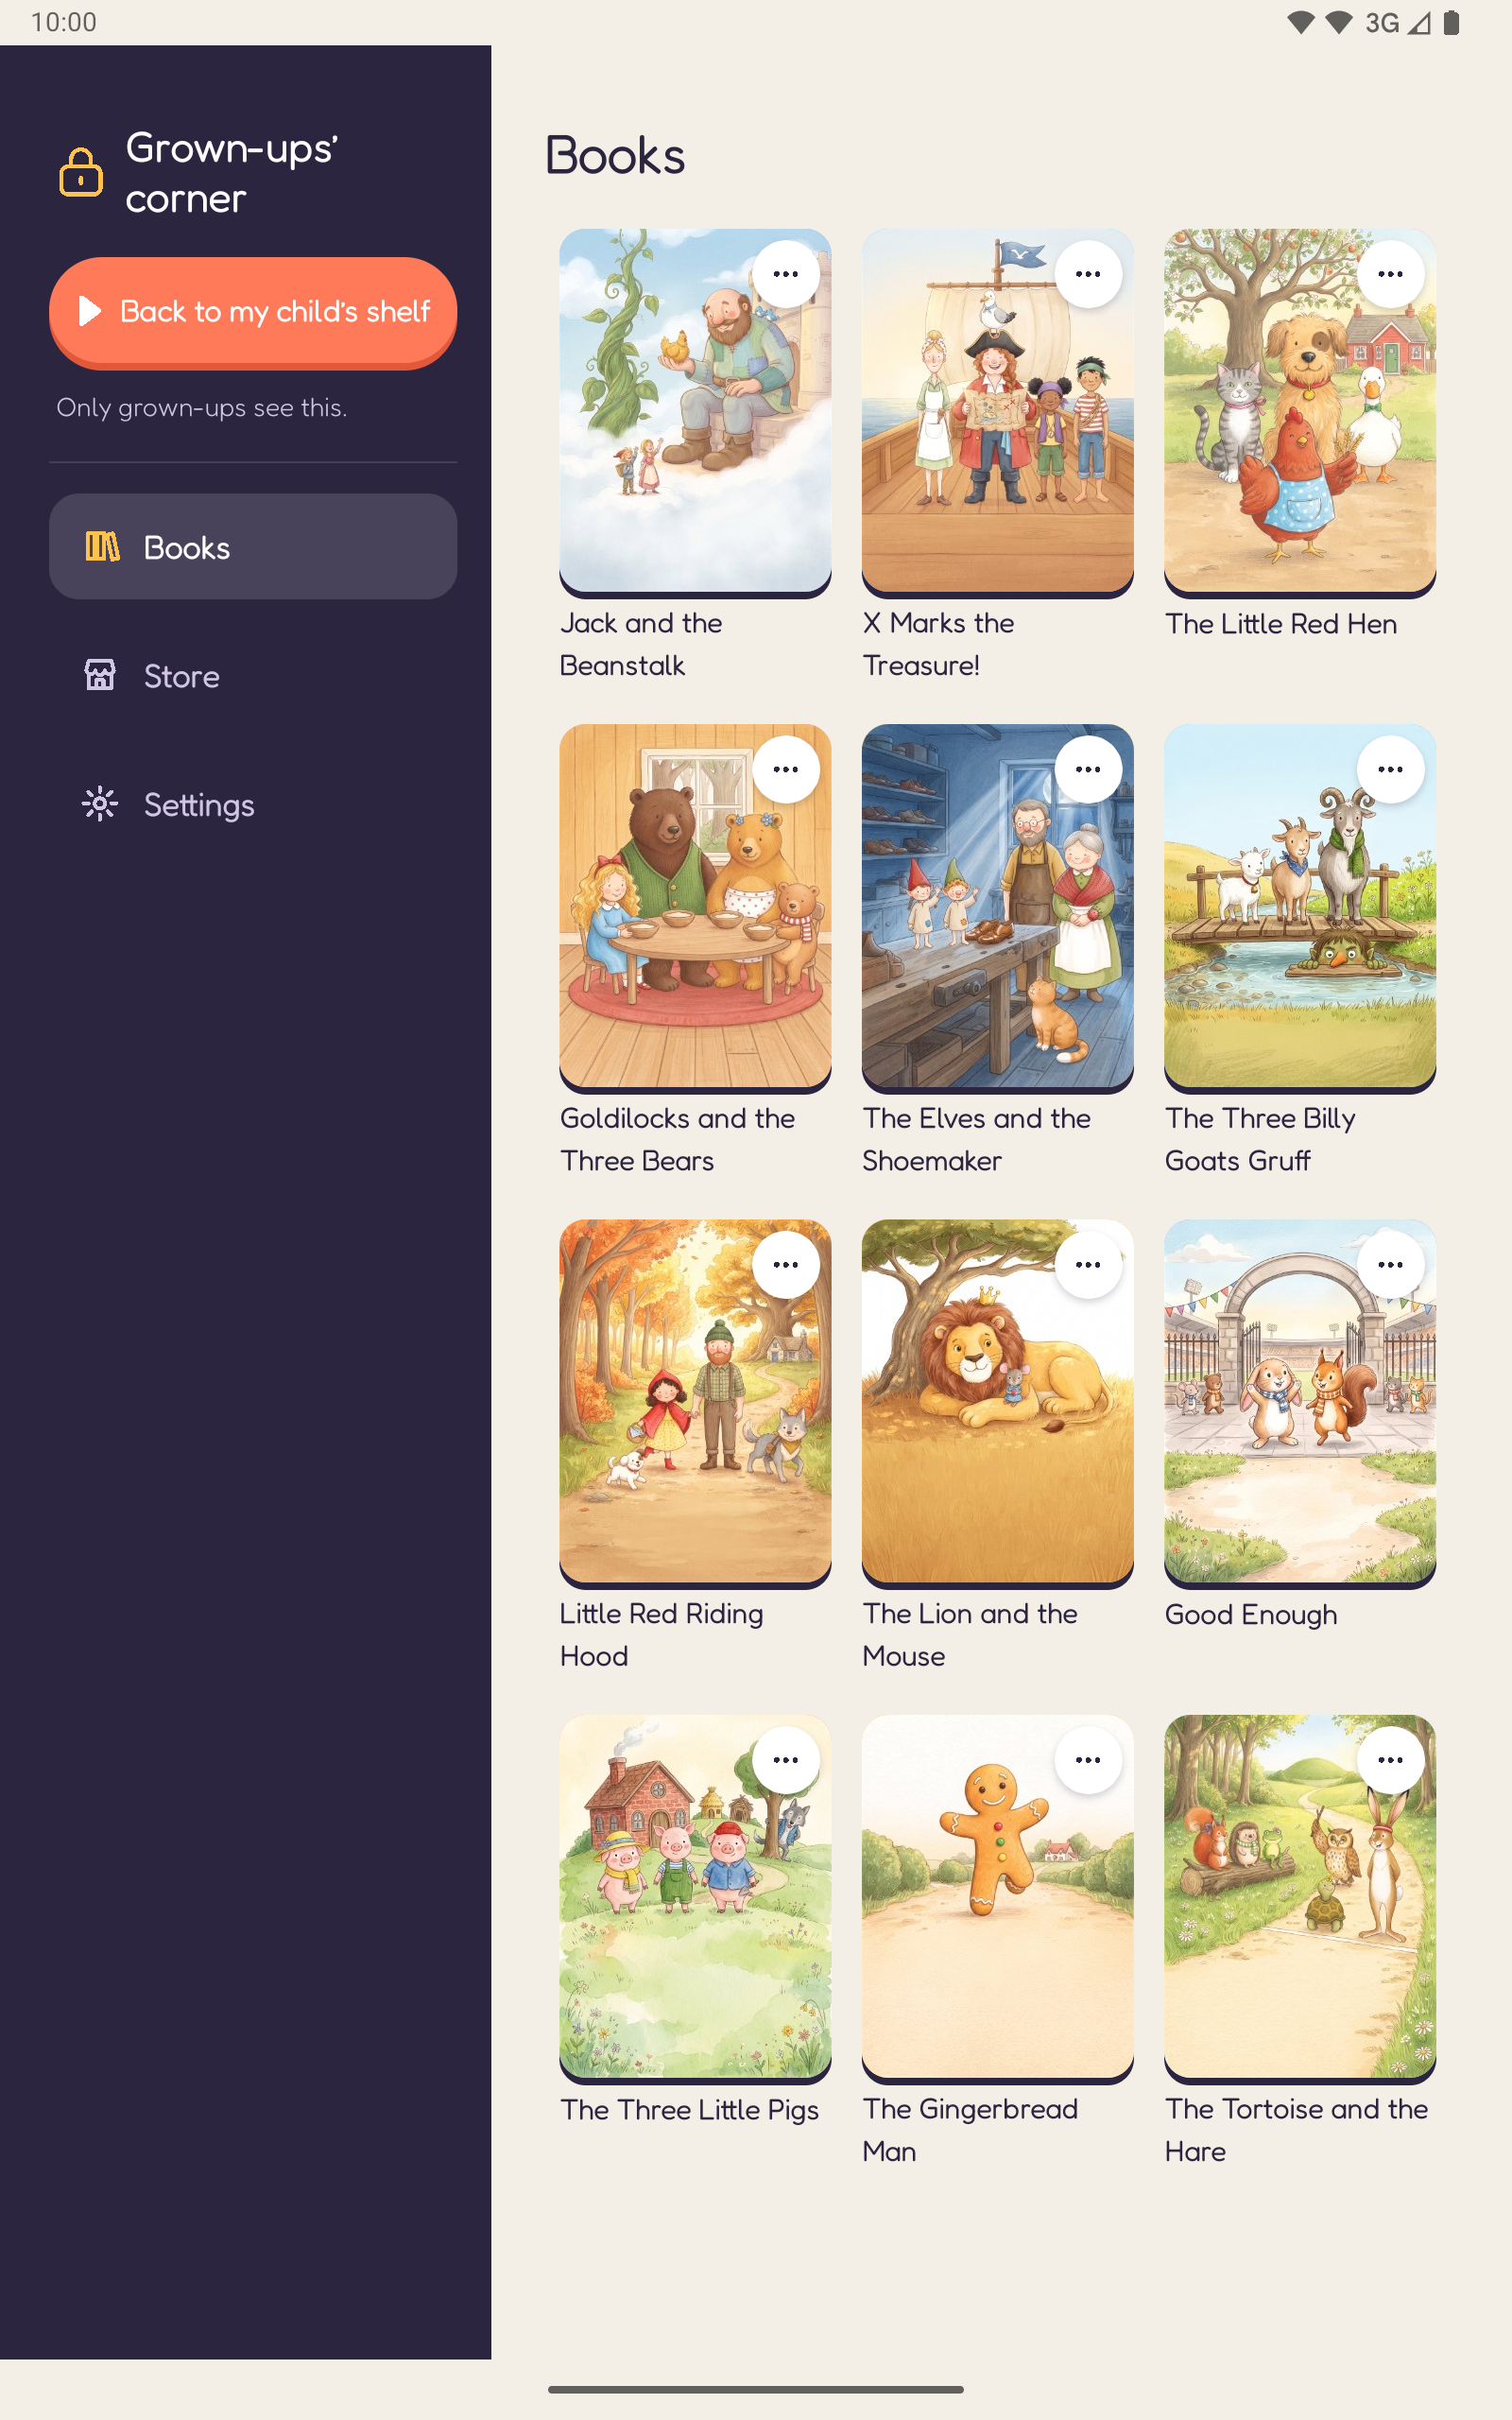 10:00
3G
Grown-ups’
corner
Back to my child’s shelf
Only grown-ups see this.
Books
Store
Settings
Books
Jack and the
Beanstalk
X Marks the
Treasure!
The Little Red Hen
Goldilocks and the
Three Bears
The Elves and the
Shoemaker
The Three Billy
Goats Gruff
Little Red Riding
Hood
The Lion and the
Mouse
Good Enough
The Three Little Pigs
The Gingerbread
Man
The Tortoise and the
Hare